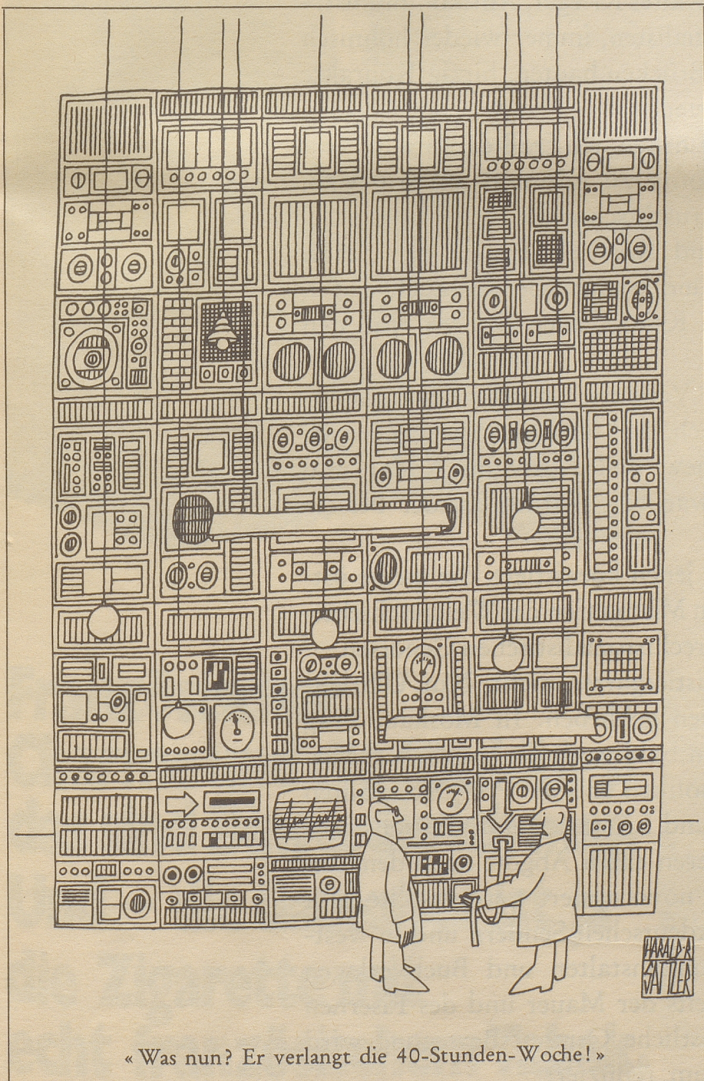 HARALD·R·
SATTLER
« Was nun? Er verlangt die 40-Stunden-Woche! »